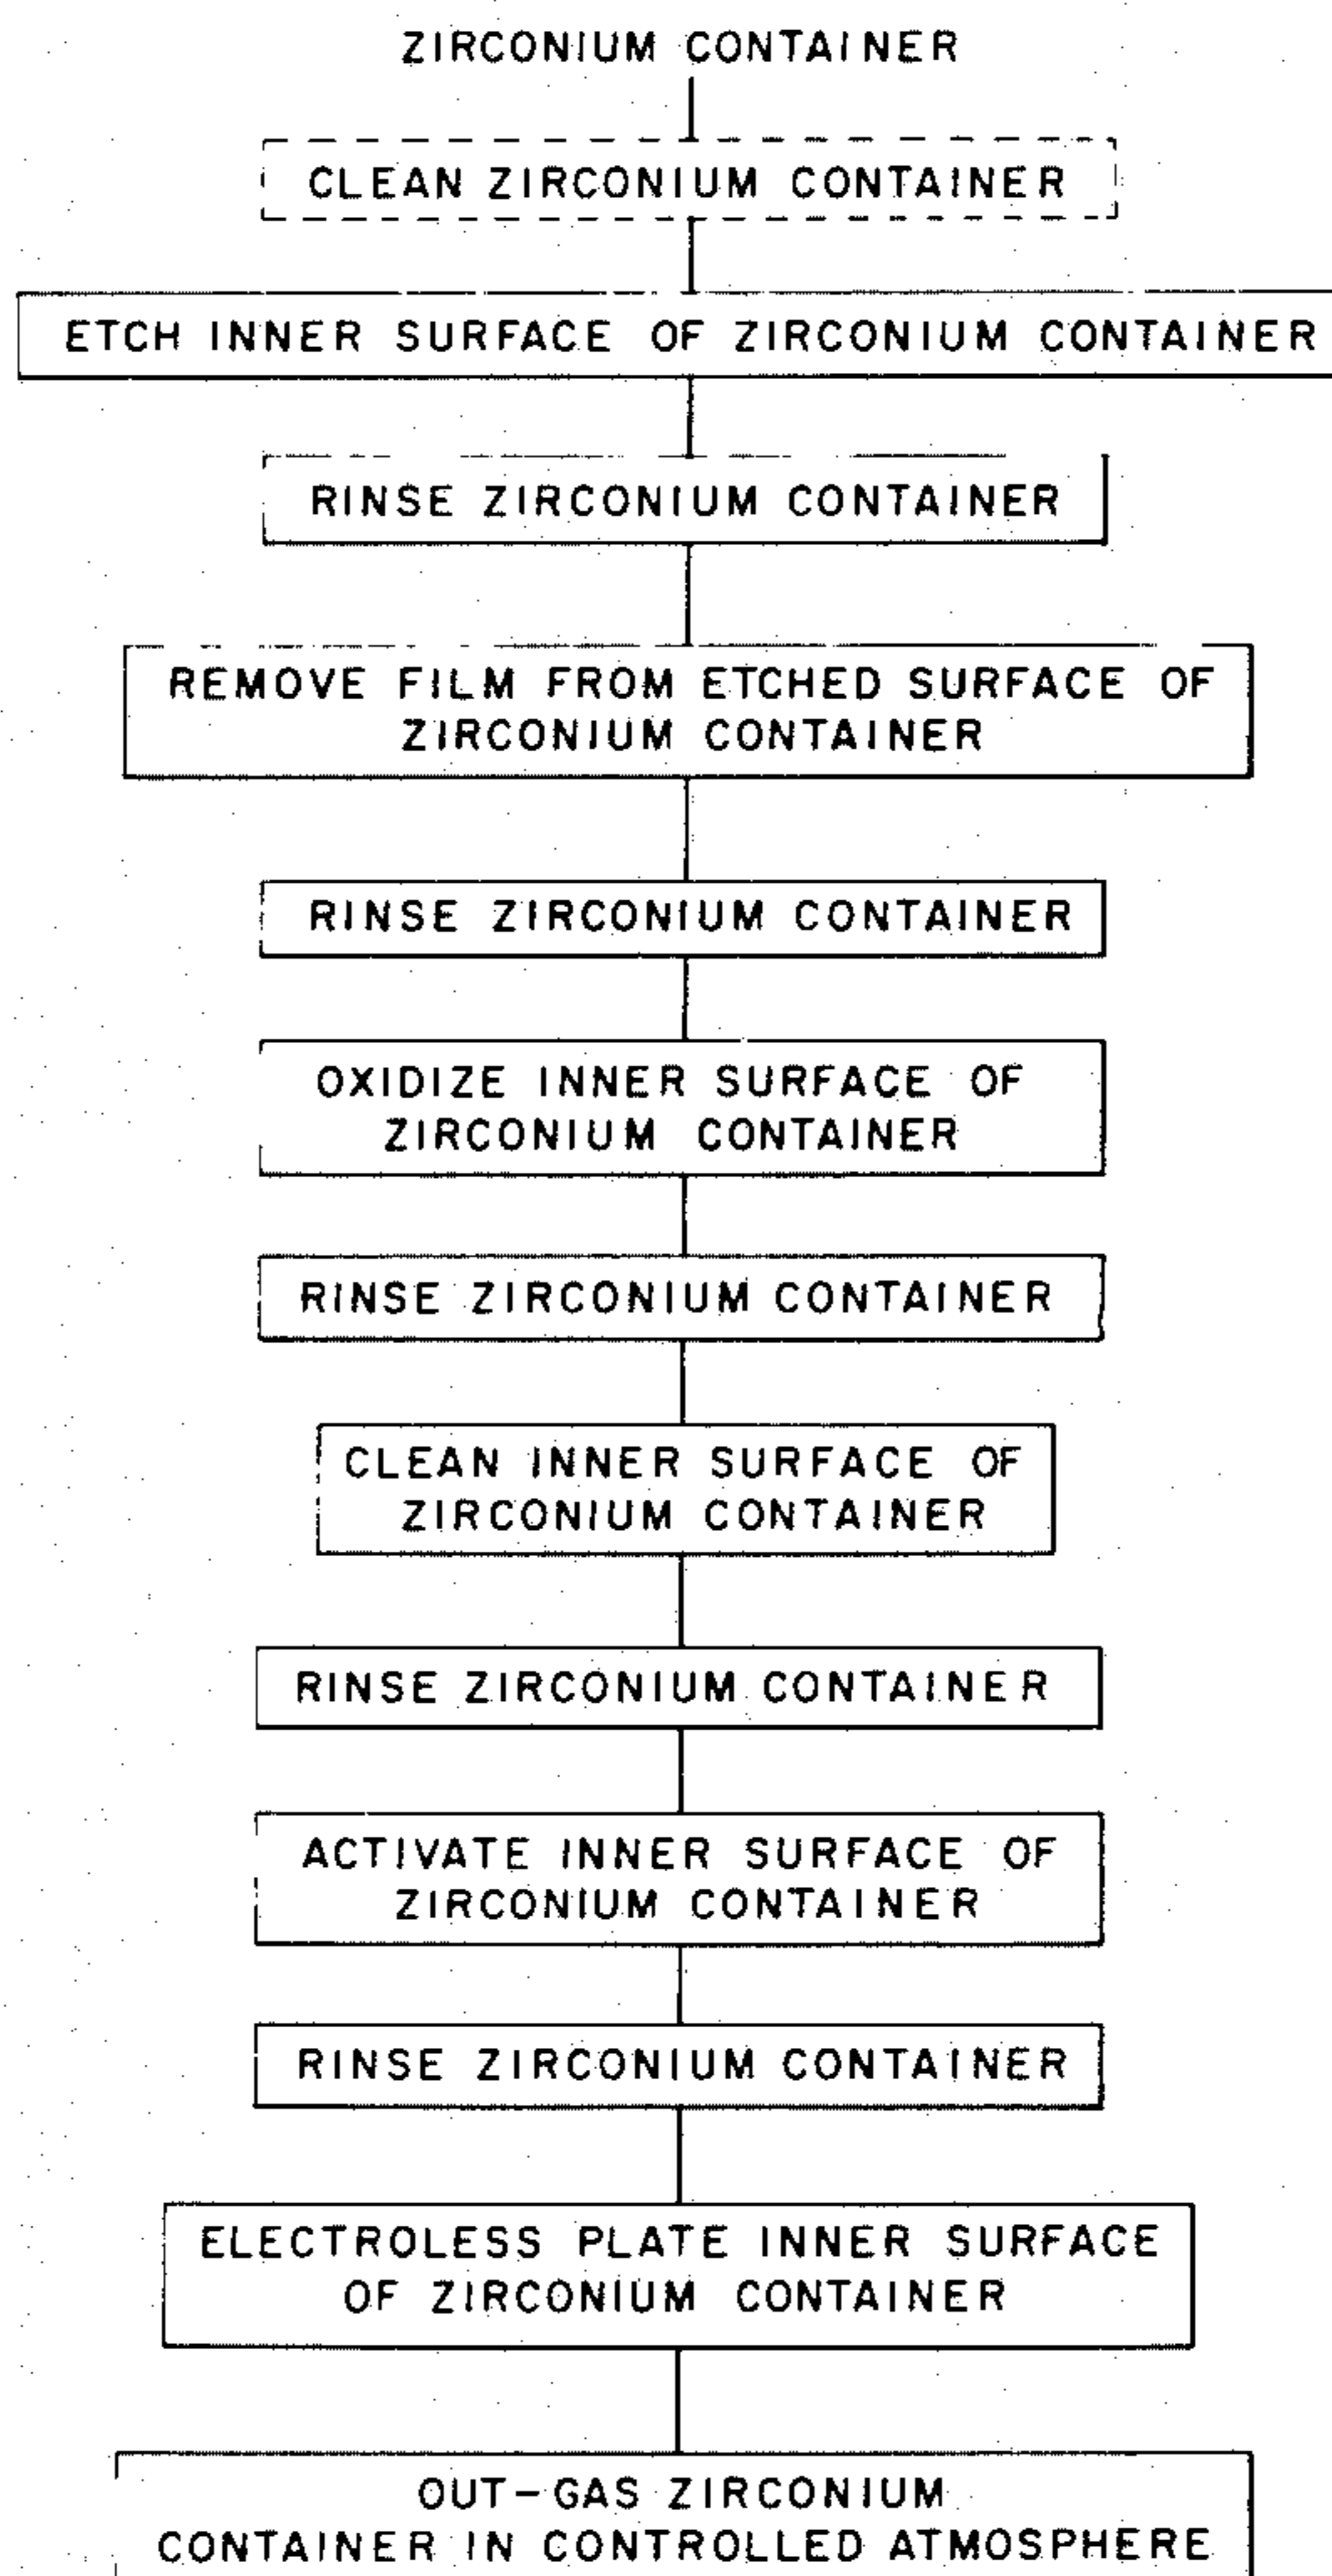 ZIRCONIUM CONTAINER
CLEAN ZIRCONIUM CONTAINER
ETCH INNER SURFACE OF ZIRCONIUM CONTAINER
RINSE ZIRCONIUM CONTAINER
REMOVE FILM FROM ETCHED SURFACE OF
ZIRCONIUM CONTAINER
RINSE ZIRCONIUM CONTAINER
OXIDIZE INNER SURFACE OF
ZIRCONIUM CONTAINER
RINSE ZIRCONIUM CONTAINER
CLEAN INNER SURFACE OF
ZIRCONIUM CONTAINER
RINSE ZIRCONIUM CONTAINER
ACTIVATE INNER SURFACE OF
ZIRCONIUM CONTAINER
RINSE ZIRCONIUM CONTAINER
ELECTROLESS PLATE INNER SURFACE
OF ZIRCONIUM CONTAINER
OUT-GAS ZIRCONIUM
CONTAINER IN CONTROLLED ATMOSPHERE